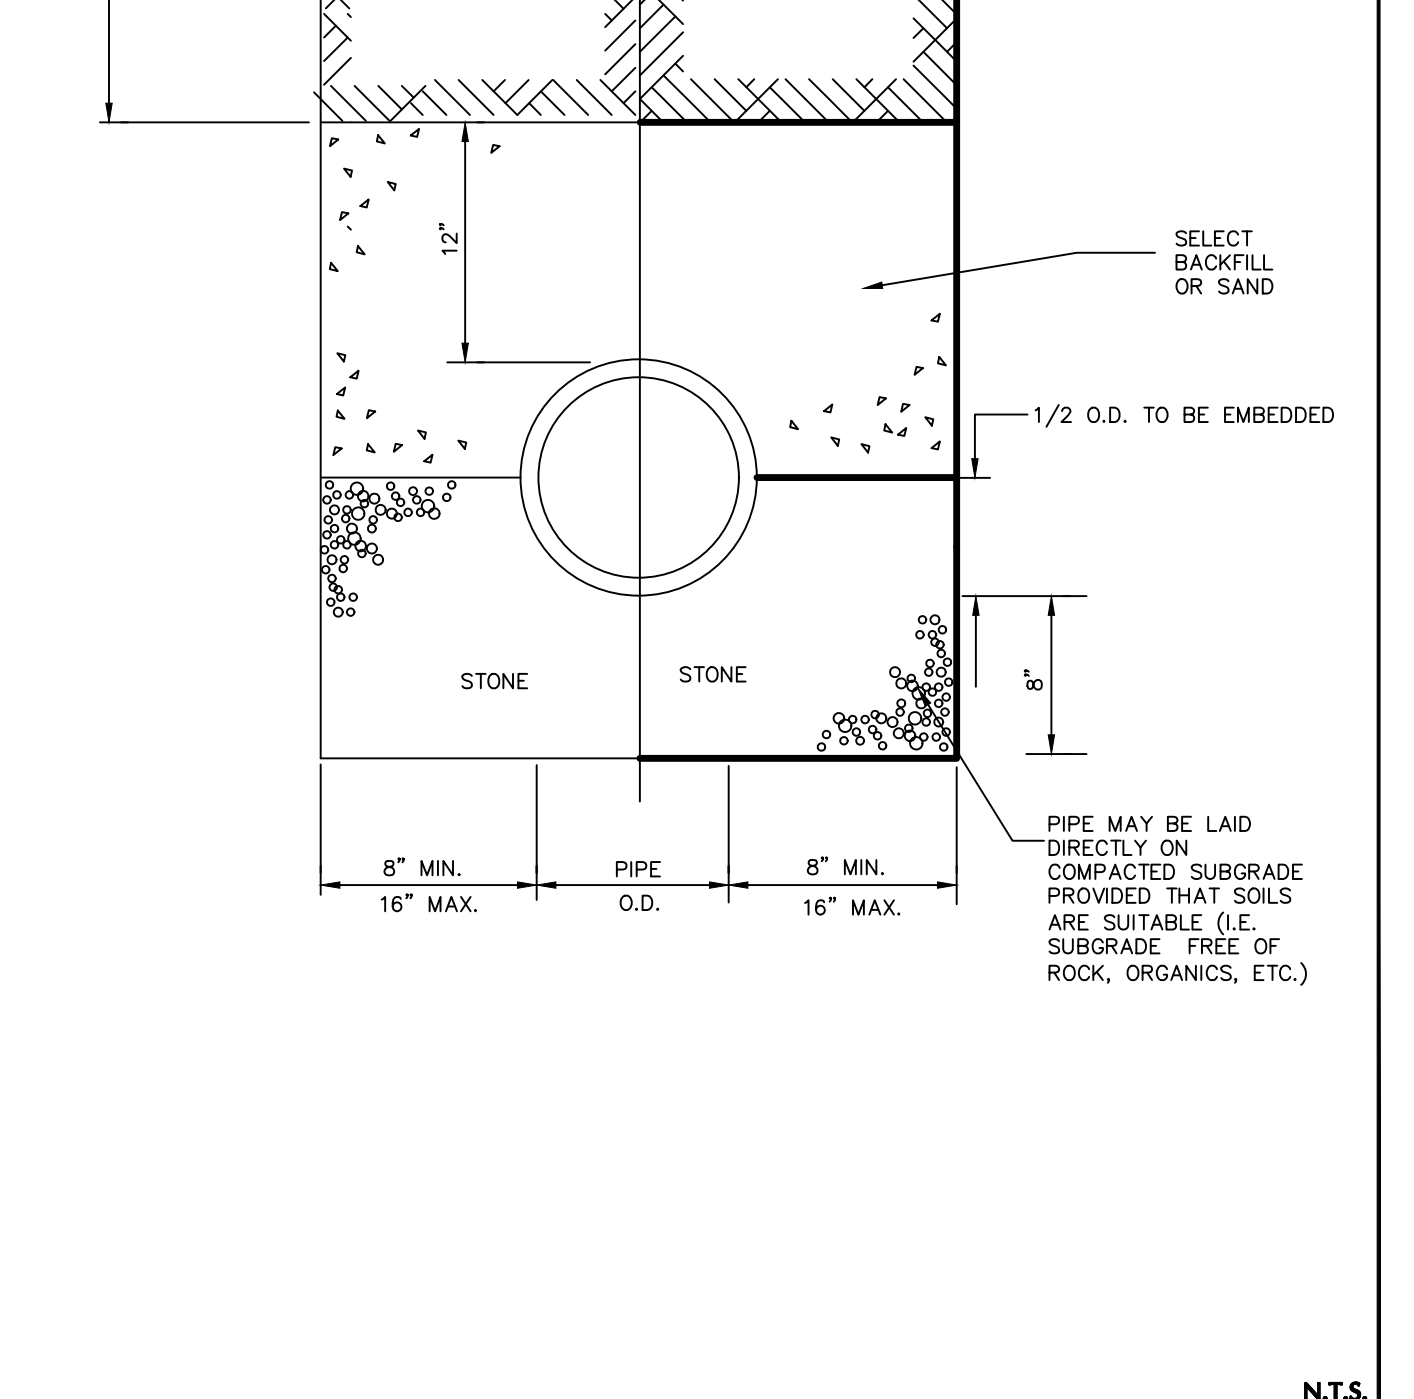 12”
SELECT
BACKFILL
OR SAND
1/2 O.D. TO BE EMBEDDED
STONE
STONE
8”
8” MIN.
16” MAX.
PIPE
O.D.
8” MIN.
16” MAX.
PIPE MAY BE LAID
DIRECTLY ON
COMPACTED SUBGRADE
PROVIDED THAT SOILS
ARE SUITABLE (I.E.
SUBGRADE FREE OF
ROCK, ORGANICS, ETC.)
N.T.S.